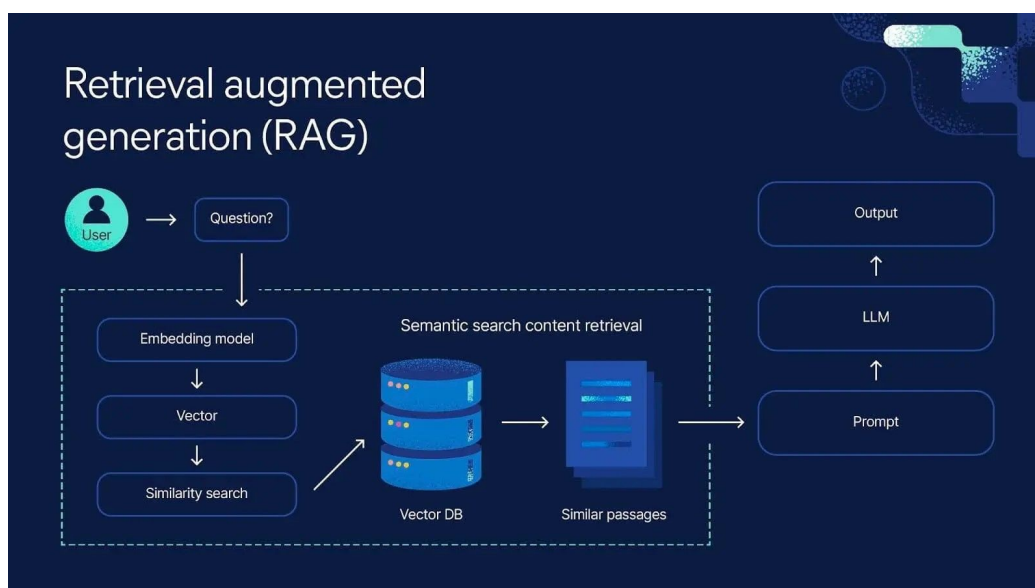 Retrieval augmented
generation (RAG)
User
Question?
Embedding model
Vector
Similarity search
Semantic search content retrieval
Vector DB
Similar passages
Output
LLM
Prompt